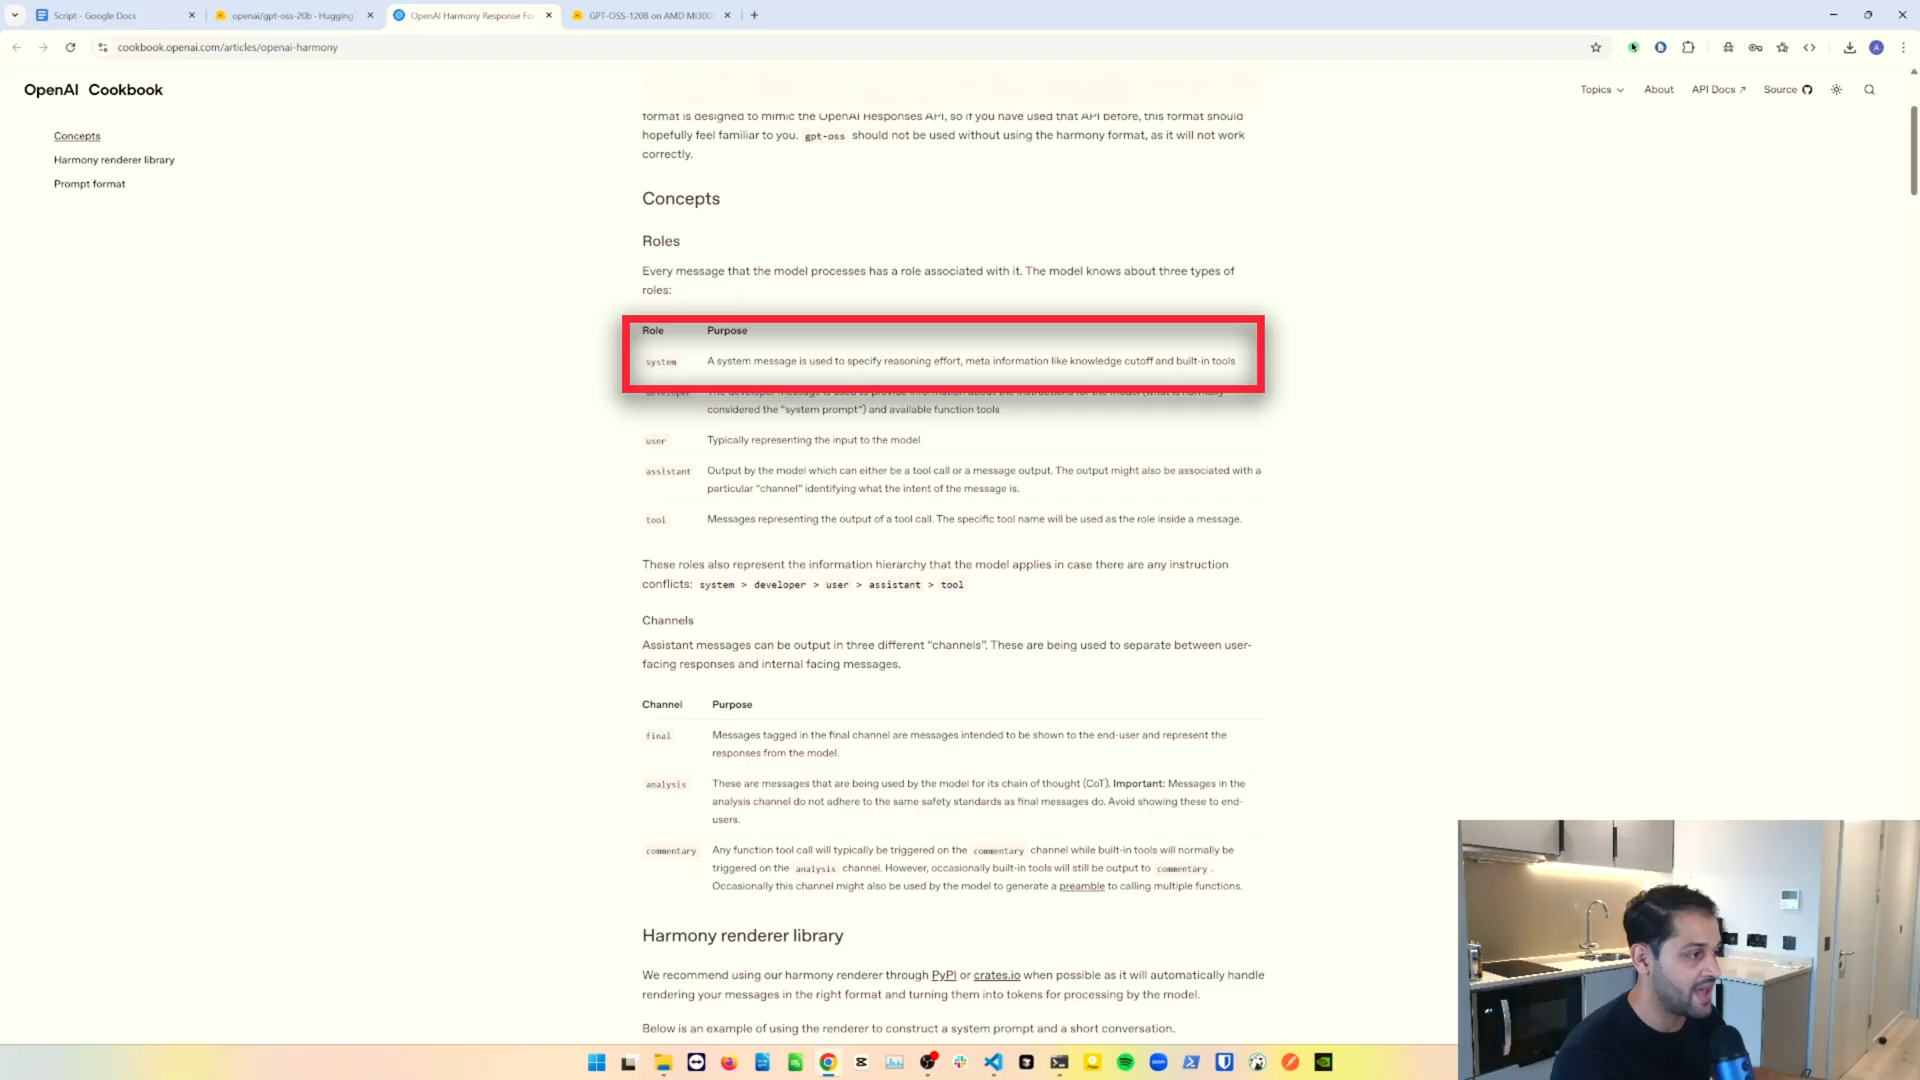 Script - Google Docs
openai/gpt-oss-20b - Hugging
OpenAI Harmony Response Fo
GPT-OSS-120B on AMD MI300
cookbook.openai.com/articles/openai-harmony
A
OpenAI Cookbook
Topics
About
API Docs
Source
Concepts
Harmony renderer library
Prompt format
format is designed to mimic the OpenAI Responses API, so if you have used that API before, this format should
hopefully feel familiar to you. gpt-oss should not be used without using the harmony format, as it will not work
correctly.
Concepts
Roles
Every message that the model processes has a role associated with it. The model knows about three types of
roles:
Role Purpose
system A system message is used to specify reasoning effort, meta information like knowledge cutoff and built-in tools
developer The developer message is used to provide information about the instructions for the model (what is normally
considered the “system prompt”) and available function tools
user Typically representing the input to the model
assistant Output by the model which can either be a tool call or a message output. The output might also be associated with a
particular “channel” identifying what the intent of the message is.
tool Messages representing the output of a tool call. The specific tool name will be used as the role inside a message.
These roles also represent the information hierarchy that the model applies in case there are any instruction
conflicts: system > developer > user > assistant > tool
Channels
Assistant messages can be output in three different “channels”. These are being used to separate between user-
facing responses and internal facing messages.
Channel Purpose
final Messages tagged in the final channel are messages intended to be shown to the end-user and represent the
responses from the model.
analysis These are messages that are being used by the model for its chain of thought (CoT). Important: Messages in the
analysis channel do not adhere to the same safety standards as final messages do. Avoid showing these to end-
users.
commentary Any function tool call will typically be triggered on the commentary channel while built-in tools will normally be
triggered on the analysis channel. However, occasionally built-in tools will still be output to commentary .
Occasionally this channel might also be used by the model to generate a preamble to calling multiple functions.
Harmony renderer library
We recommend using our harmony renderer through PyPI or crates.io when possible as it will automatically handle
rendering your messages in the right format and turning them into tokens for processing by the model.
Below is an example of using the renderer to construct a system prompt and a short conversation.